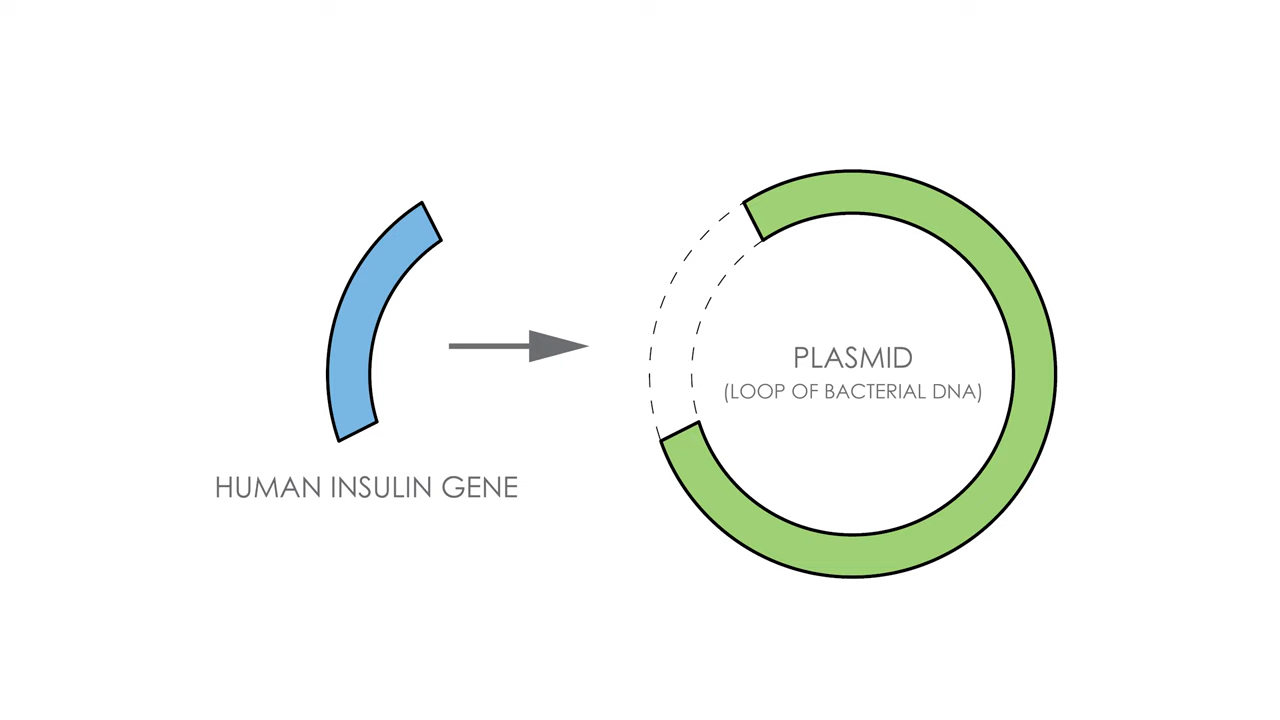 PLASMID
(LOOP OF BACTERIAL DNA)
HUMAN INSULIN GENE